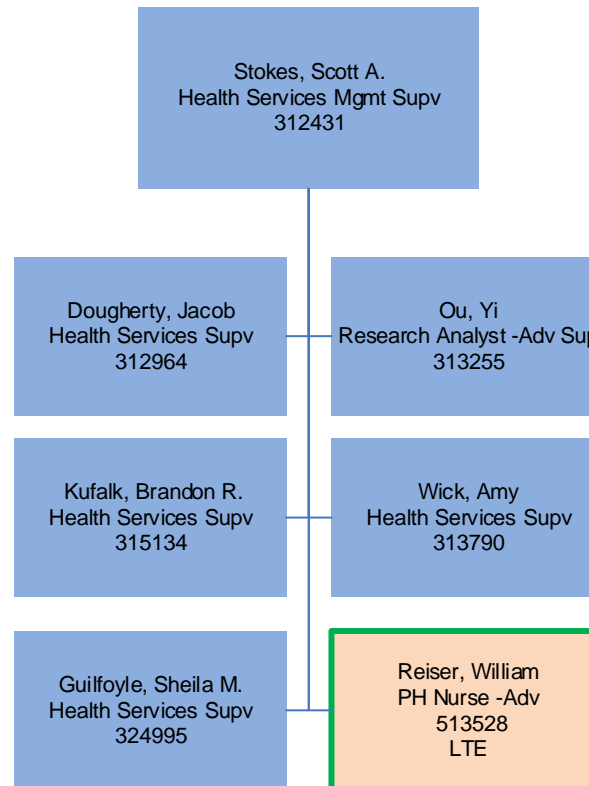 Stokes, Scott A.
Health Services Mgmt Supv
312431
Dougherty, Jacob
Health Services Supv
312964
Ou, Yi
Research Analyst -Adv Sup
313255
Kufalk, Brandon R.
Health Services Supv
315134
Wick, Amy
Health Services Supv
313790
Guilfoyle, Sheila M.
Health Services Supv
324995
Reiser, William
PH Nurse -Adv
513528
LTE